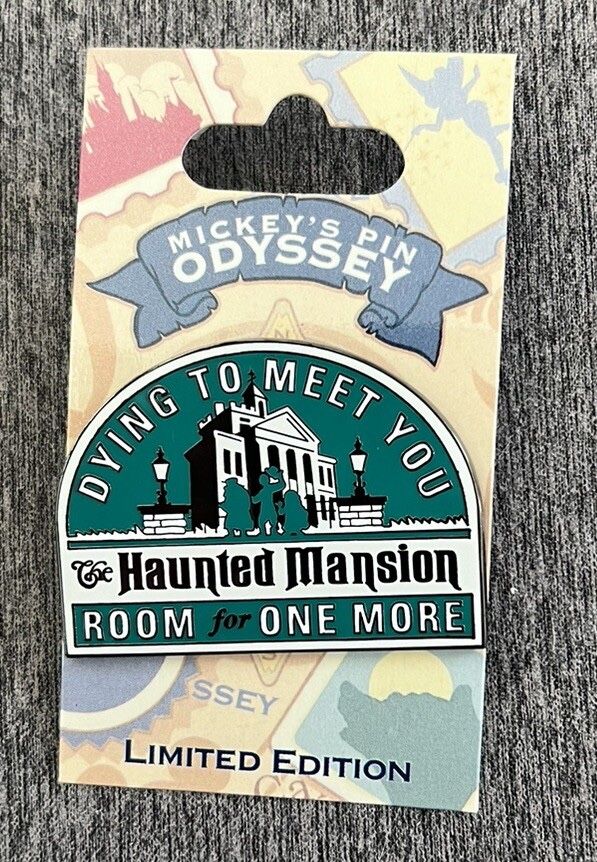 MICKEY'S PIN
ODYSSEY
DYING TO MEET YOU
The Haunted Mansion
ROOM for ONE MORE
SSEY
LIMITED EDITION